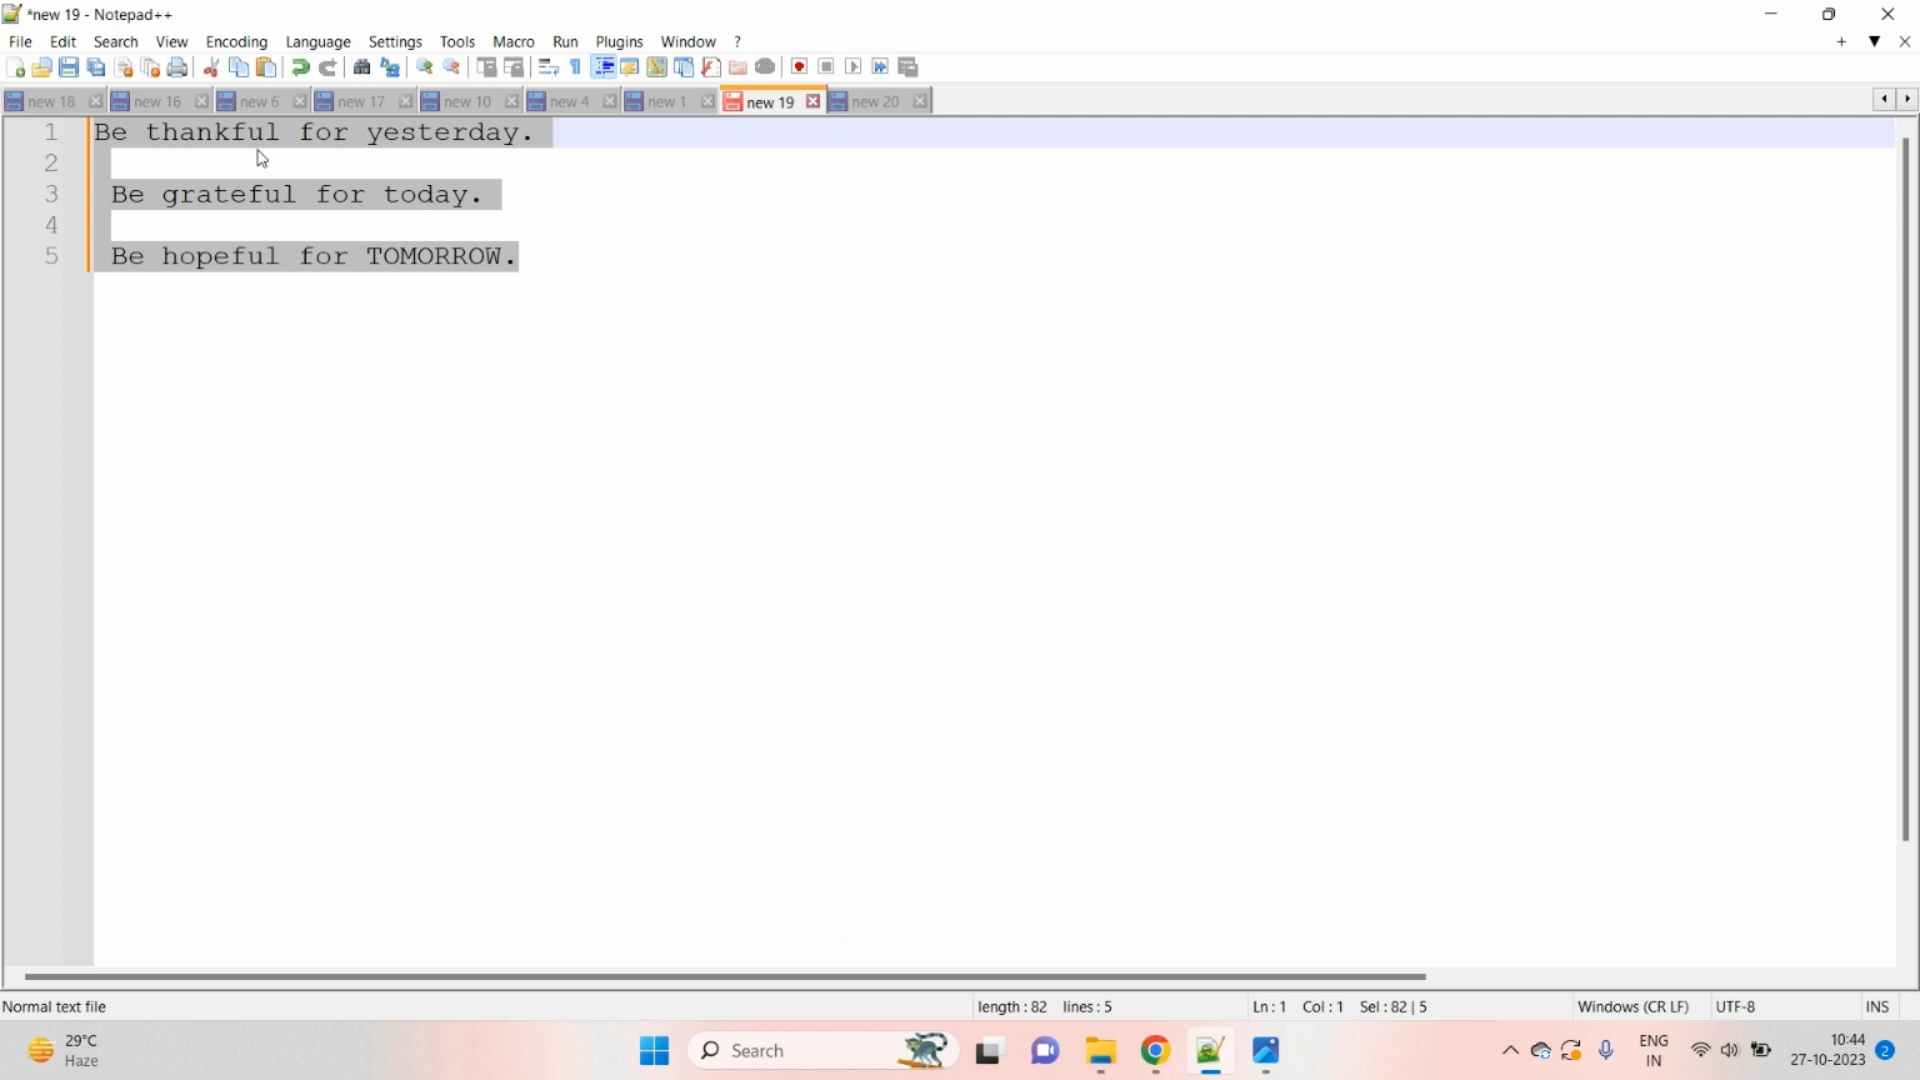 *new 19 - Notepad++
File Edit Search View Encoding Language Settings Tools Macro Run Plugins Window ?
new 18 new 16 new 6 new 17 new 10 new 4 new 1 new 19 new 20
1 Be thankful for yesterday.
2
3 Be grateful for today.
4
5 Be hopeful for TOMORROW.
Normal text file length : 82 lines : 5 Ln : 1 Col : 1 Sel : 82 | 5 Windows (CR LF) UTF-8 INS
29°C
Haze
Search
ENG
IN
10:44
27-10-2023
2